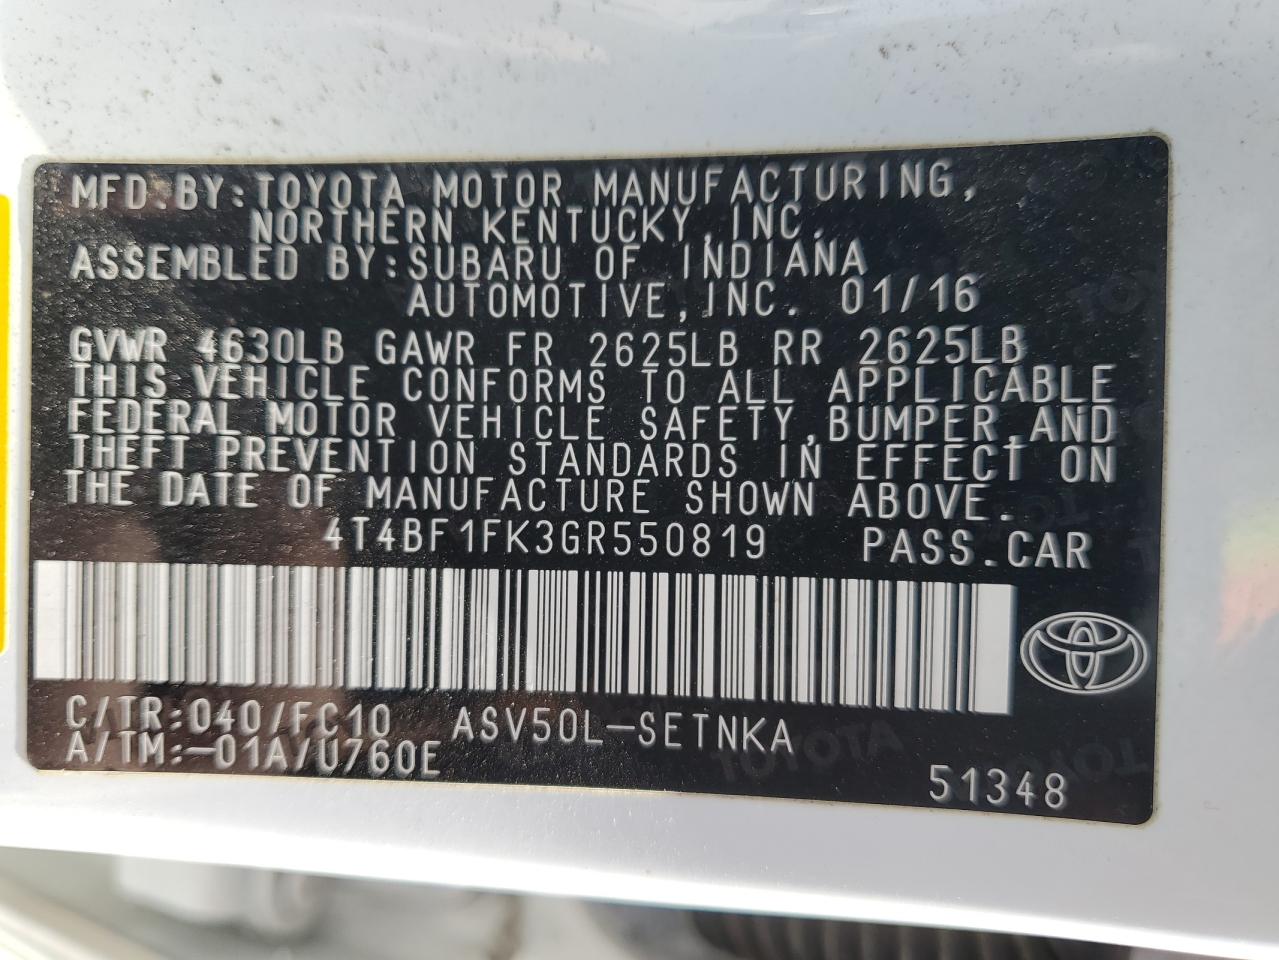 MFD.BY:TOYOTA MOTOR MANUFACTURING,
NORTHERN KENTUCKY,INC.
ASSEMBLED BY:SUBARU OF INDIANA
AUTOMOTIVE,INC. 01/16
GVWR 4630LB GAWR FR 2625LB RR 2625LB
THIS VEHICLE CONFORMS TO ALL APPLICABLE
FEDERAL MOTOR VEHICLE SAFETY,BUMPER,AND
THEFT PREVENTION STANDARDS IN EFFECT ON
THE DATE OF MANUFACTURE SHOWN ABOVE.
4T4BF1FK3GR550819 PASS.CAR
C/TR:040/FC10 ASV50L-SETNKA
A/TM:-01A/U760E
TOYOTA
51348